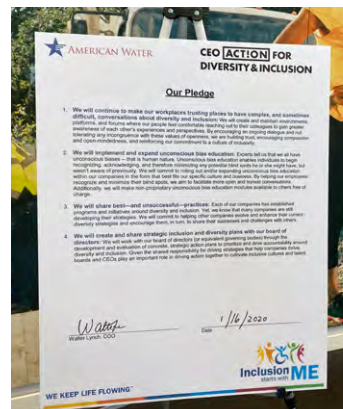 AMERICAN WATER
CEO ACT!ON FOR
DIVERSITY & INCLUSION
Our Pledge
1. We will continue to make our workplaces trusting places to have complex, and sometimes
difficult, conversations about diversity and inclusion: We will create and maintain environments,
platforms, and forums where our people feel comfortable reaching out to their colleagues to gain greater
awareness of each other's experiences and perspectives. By encouraging an ongoing dialogue and not
tolerating any incongruence with these values of openness, we are building trust, encouraging compassion
and open-mindedness, and reinforcing our commitment to a culture of inclusivity.
2. We will implement and expand unconscious bias education: Experts tell us that we all have
unconscious biases – that is human nature. Unconscious bias education enables individuals to begin
recognizing, acknowledging, and therefore minimizing any potential blind spots he or she might have, but
wasn't aware of previously. We will commit to rolling out and/or expanding unconscious bias education
within our companies in the form that best fits our specific culture and business. By helping our employees
recognize and minimize their blind spots, we aim to facilitate more open and honest conversations.
Additionally, we will make non-proprietary unconscious bias education modules available to others free of
charge.
3. We will share best—and unsuccessful—practices: Each of our companies has established
programs and initiatives around diversity and inclusion. Yet, we know that many companies are still
developing their strategies. We will commit to helping other companies evolve and enhance their current
diversity strategies and encourage them, in turn, to share their successes and challenges with others.
4. We will create and share strategic inclusion and diversity plans with our board of
directors: We will work with our board of directors (or equivalent governing bodies) through the
development and evaluation of concrete, strategic action plans to prioritize and drive accountability around
diversity and inclusion. Given the shared responsibility for driving strategies that help companies thrive,
boards and CEOs play an important role in driving action together to cultivate inclusive cultures and talent.
Walter Lynch, COO
Date
1/16/2020
Inclusion
starts with ME
WE KEEP LIFE FLOWING™